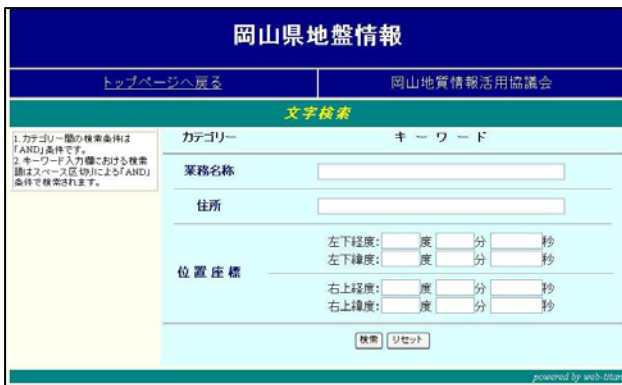 岡山県地盤情報
トップページへ戻る 岡山地質情報活用協議会
文字検索
1.カテゴリー間の検索条件は
「AND」条件です。
2.キーワード入力欄における検索
語はスペース区切りによる「AND」
条件で検索されます。
カテゴリー キーワード
業務名称
住所
位置座標
左下経度: 度 分 秒
左下緯度: 度 分 秒
右上経度: 度 分 秒
右上緯度: 度 分 秒
検索 リセット
powered by web-titan